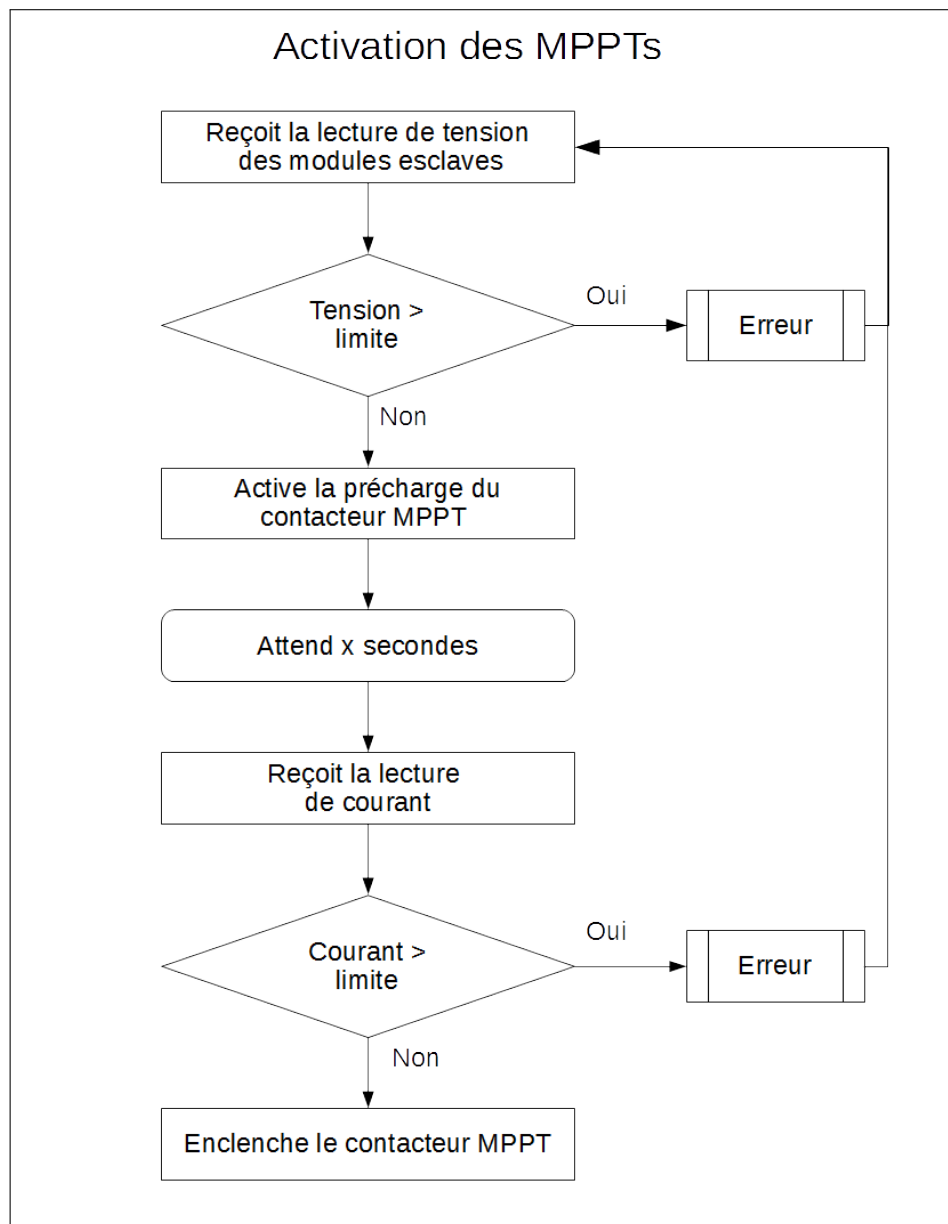 Activation des MPPTs
Reçoit la lecture de tension
des modules esclaves
Tension >
limite
Oui
Erreur
Non
Active la précharge du
contacteur MPPT
Attend x secondes
Reçoit la lecture
de courant
Courant >
limite
Oui
Erreur
Non
Enclenche le contacteur MPPT